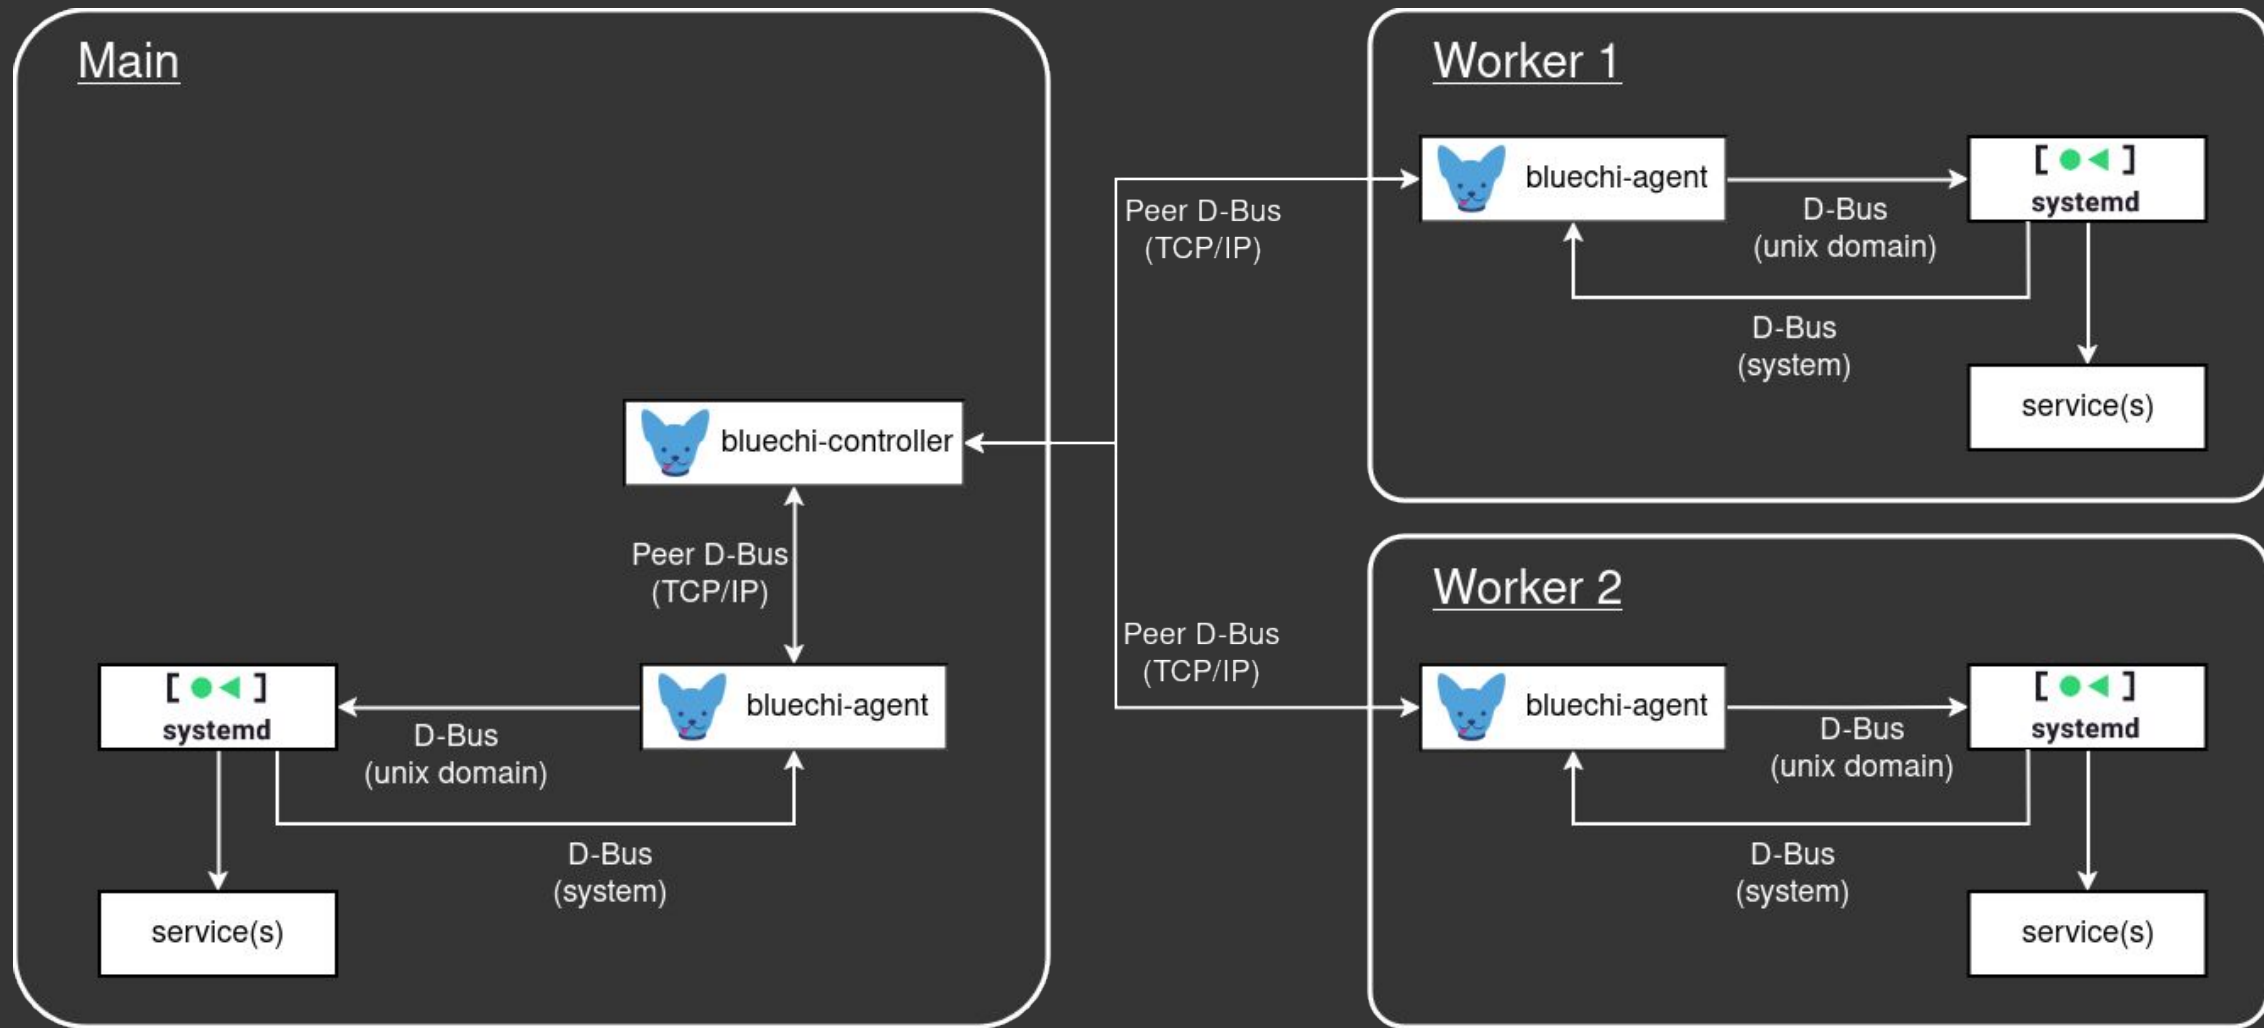 Main
bluechi-controller
Peer D-Bus
(TCP/IP)
bluechi-agent
systemd
D-Bus
(unix domain)
D-Bus
(system)
service(s)
Peer D-Bus
(TCP/IP)
Peer D-Bus
(TCP/IP)
Worker 1
bluechi-agent
D-Bus
(unix domain)
systemd
D-Bus
(system)
service(s)
Worker 2
bluechi-agent
D-Bus
(unix domain)
systemd
D-Bus
(system)
service(s)